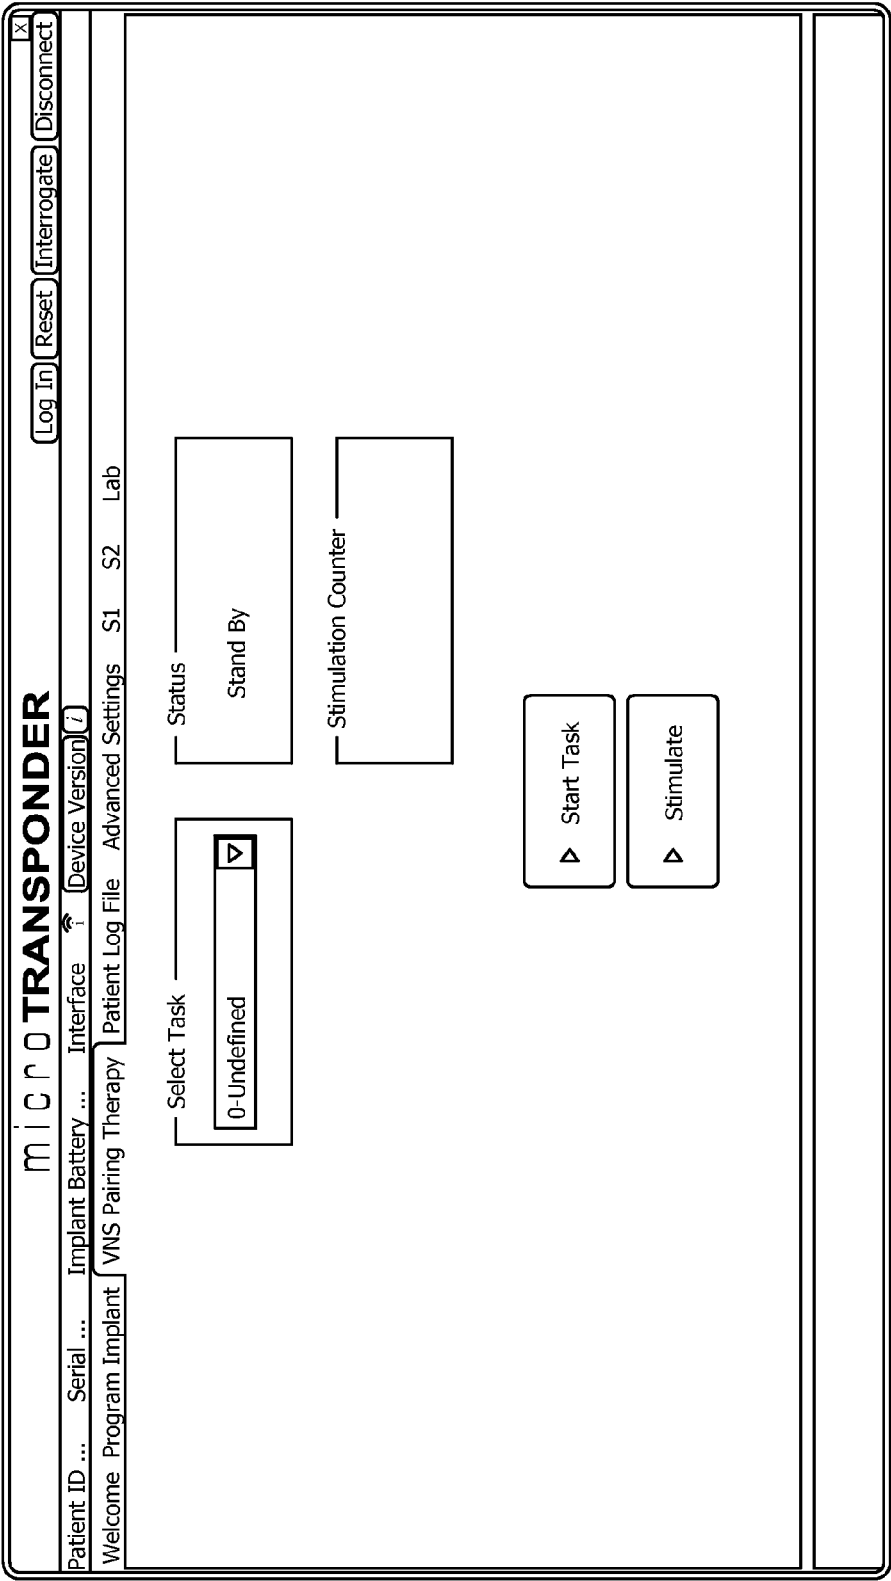 microTRANSPONDER
X
Log In Reset Interrogate Disconnect
Patient ID ... Serial ... Implant Battery ... Interface i Device Version i
Welcome Program Implant VNS Pairing Therapy Patient Log File Advanced Settings S1 S2 Lab
Select Task
0-Undefined
Status
Stand By
Stimulation Counter
Start Task
Stimulate